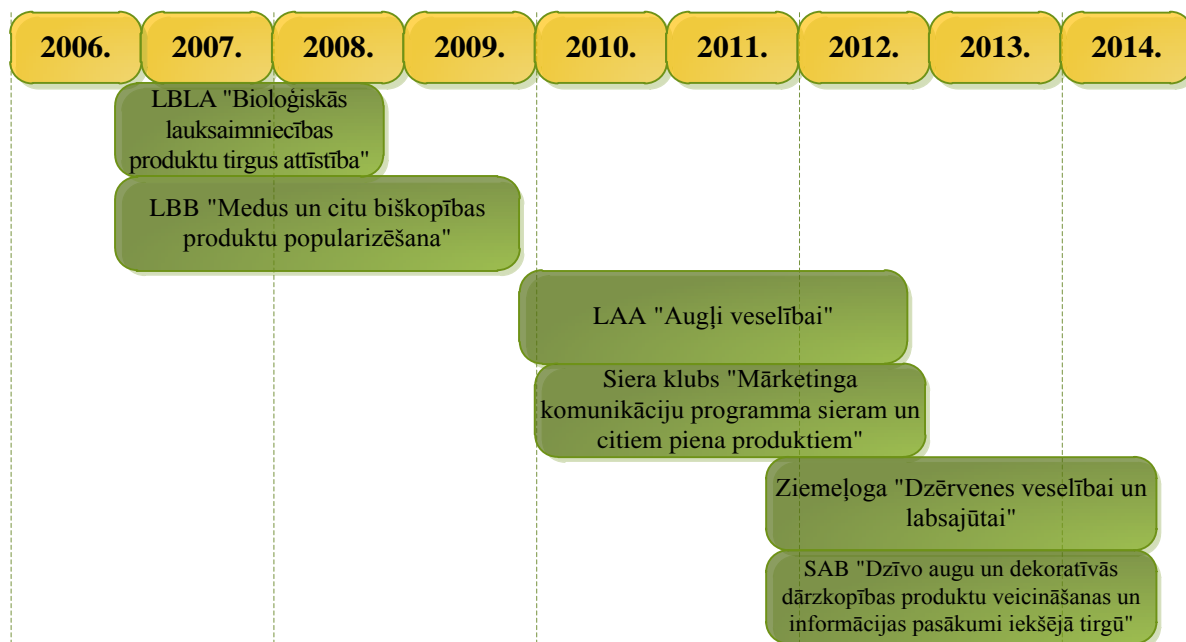 2006. 2007. 2008. 2009. 2010. 2011. 2012. 2013. 2014.
LBLA "Bioloģiskās
lauksaimniecības
produktu tirgus attīstība"
LBB "Medus un citu biškopības
produktu popularizēšana"
LAA "Augļi veselībai"
Siera klubs "Mārketinga
komunikāciju programma sieram un
citiem piena produktiem"
Ziemeļoga "Dzērvenes veselībai un
labsajūtai"
SAB "Dzīvo augu un dekoratīvās
dārzkopības produktu veicināšanas un
informācijas pasākumi iekšējā tirgū"